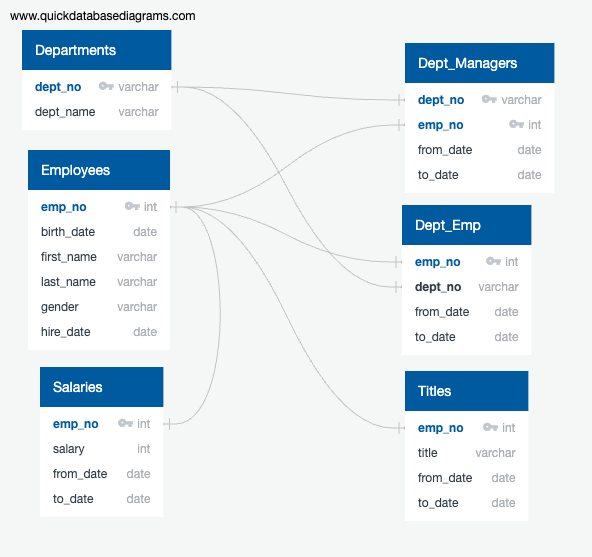 www.quickdatabasediagrams.com
Departments
dept_no varchar
dept_name varchar
Employees
emp_no int
birth_date date
first_name varchar
last_name varchar
gender varchar
hire_date date
Salaries
emp_no int
salary int
from_date date
to_date date
Dept_Managers
dept_no varchar
emp_no int
from_date date
to_date date
Dept_Emp
emp_no int
dept_no varchar
from_date date
to_date date
Titles
emp_no int
title varchar
from_date date
to_date date